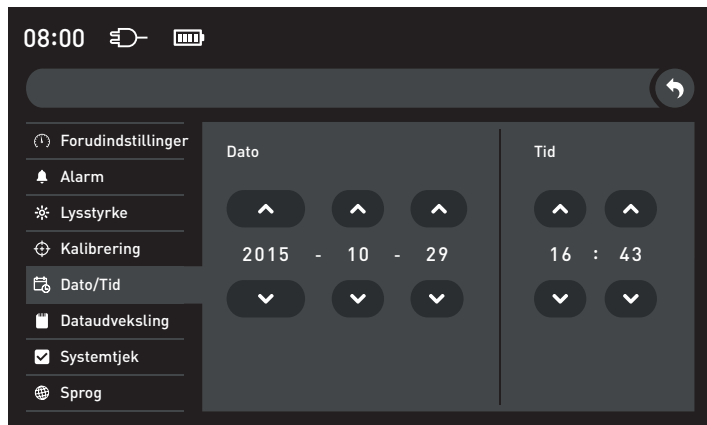 08:00
Forudindstillinger
Alarm
Lysstyrke
Kalibrering
Dato/Tid
Dataudveksling
Systemtjek
Sprog
Dato
2015 - 10 - 29
Tid
16 : 43